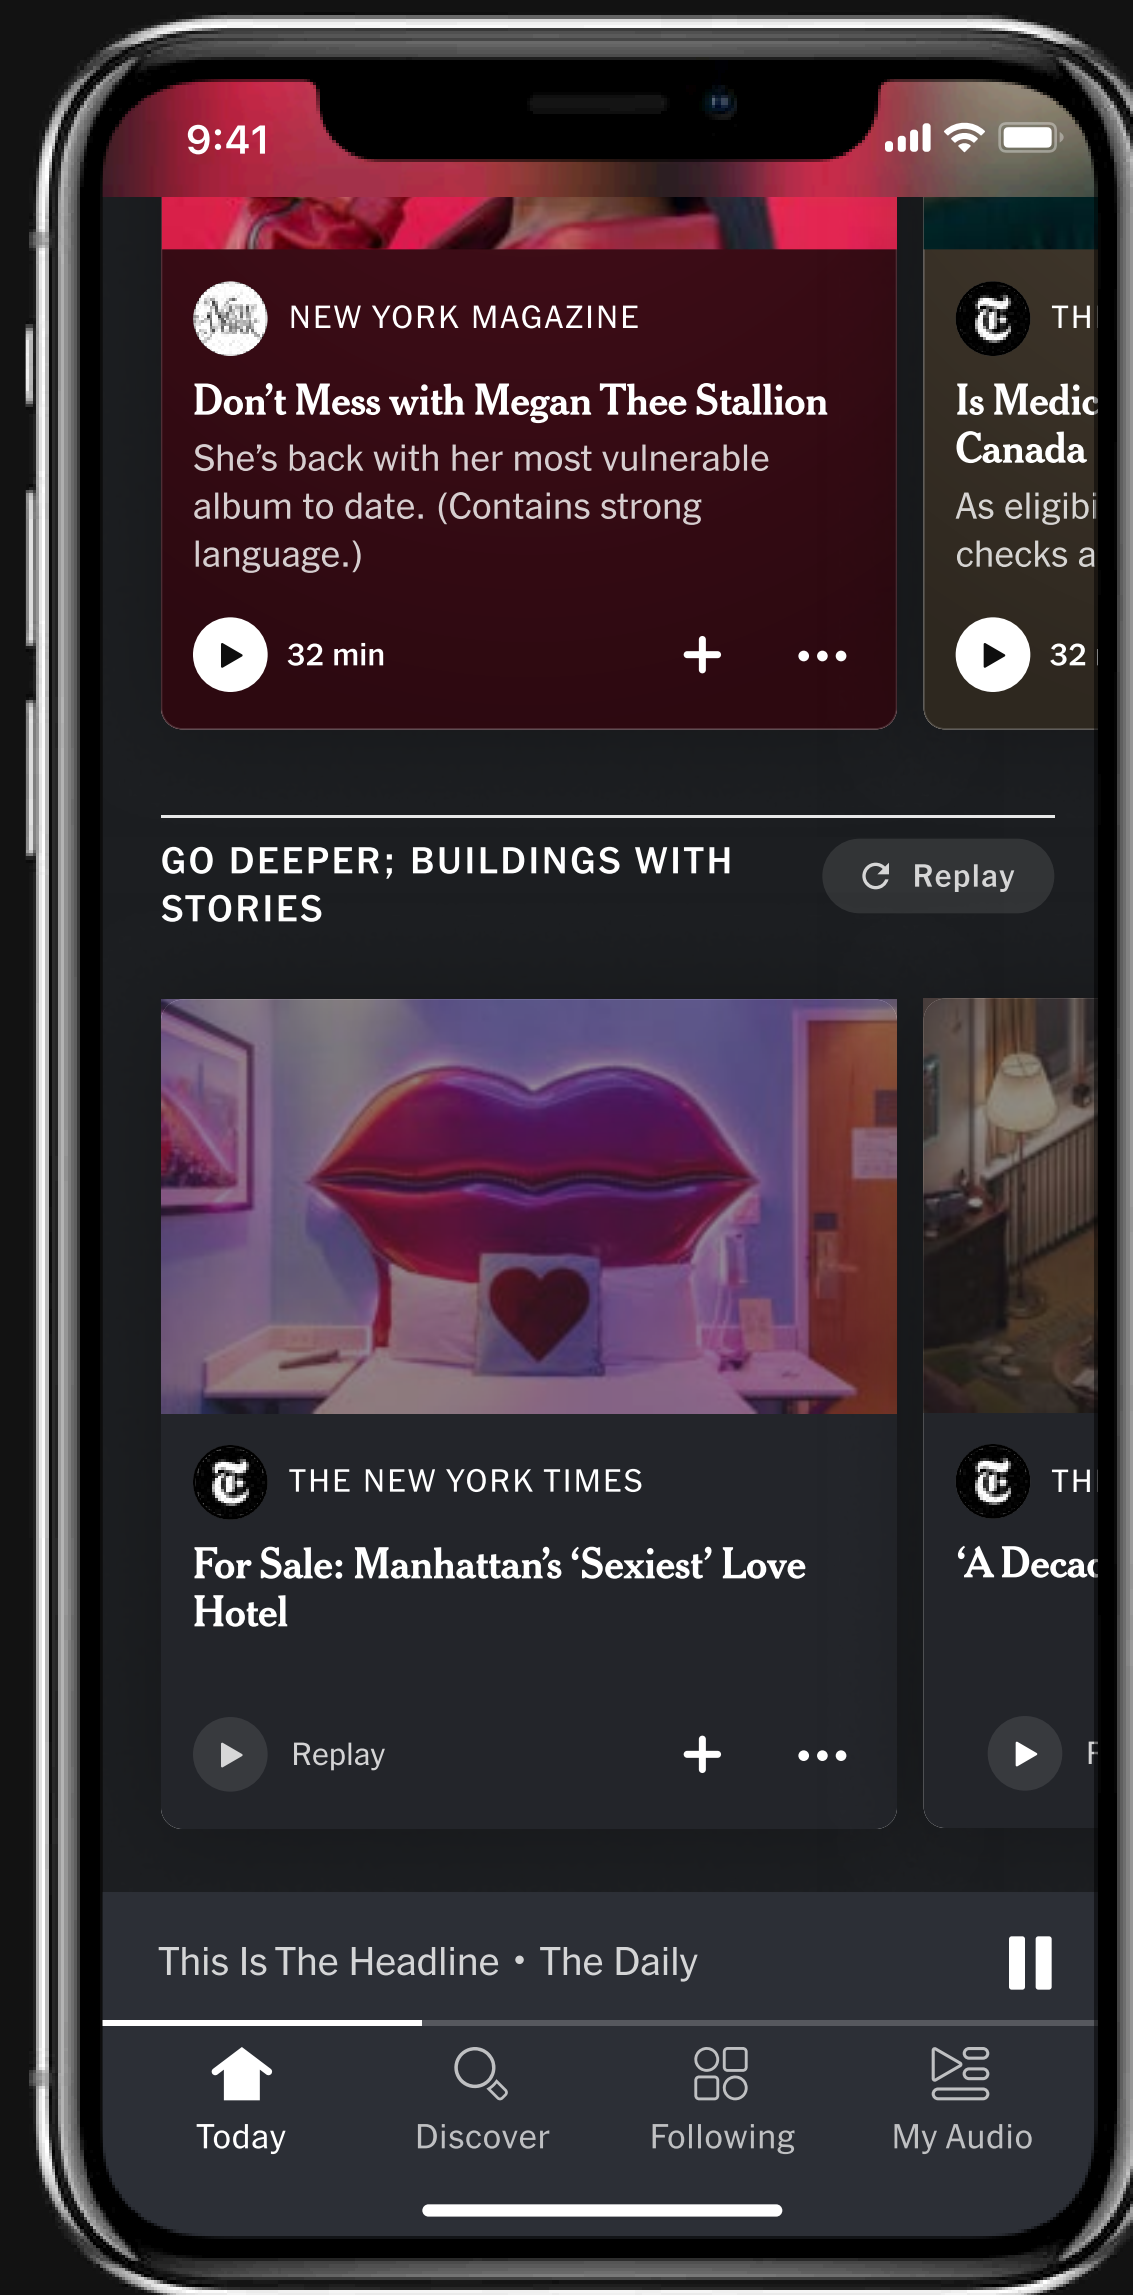 9:41
NEW YORK
NEW YORK MAGAZINE
Don’t Mess with Megan Thee Stallion
She’s back with her most vulnerable
album to date. (Contains strong
language.)
32 min
T
TH
Is Medic
Canada
As eligibi
checks a
32
GO DEEPER; BUILDINGS WITH
STORIES
Replay
T
THE NEW YORK TIMES
For Sale: Manhattan’s ‘Sexiest’ Love
Hotel
Replay
T
TH
‘A Decad
This Is The Headline • The Daily
Today
Discover
Following
My Audio